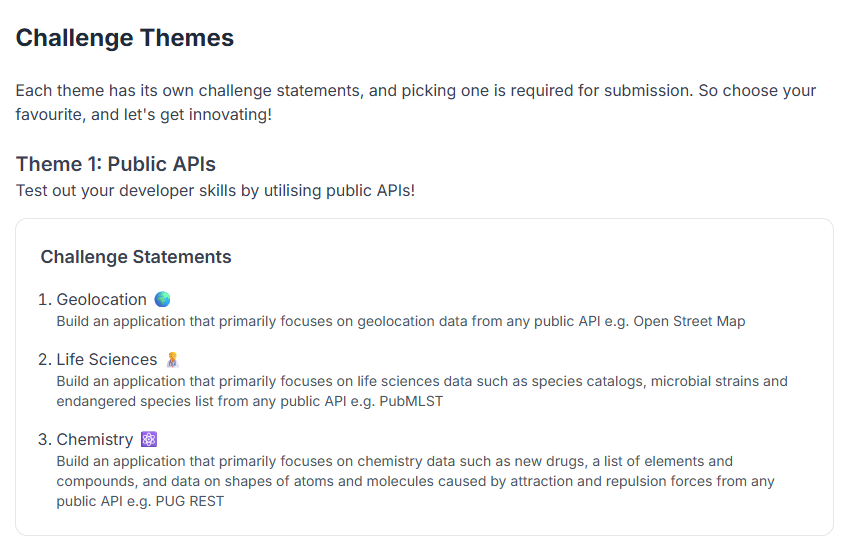 Challenge Themes
Each theme has its own challenge statements, and picking one is required for submission. So choose your
favourite, and let's get innovating!
Theme 1: Public APIs
Test out your developer skills by utilising public APIs!
Challenge Statements
1. Geolocation 🌍
Build an application that primarily focuses on geolocation data from any public API e.g. Open Street Map
2. Life Sciences
Build an application that primarily focuses on life sciences data such as species catalogs, microbial strains and
endangered species list from any public API e.g. PubMLST
3. Chemistry ⚛️
Build an application that primarily focuses on chemistry data such as new drugs, a list of elements and
compounds, and data on shapes of atoms and molecules caused by attraction and repulsion forces from any
public API e.g. PUG REST